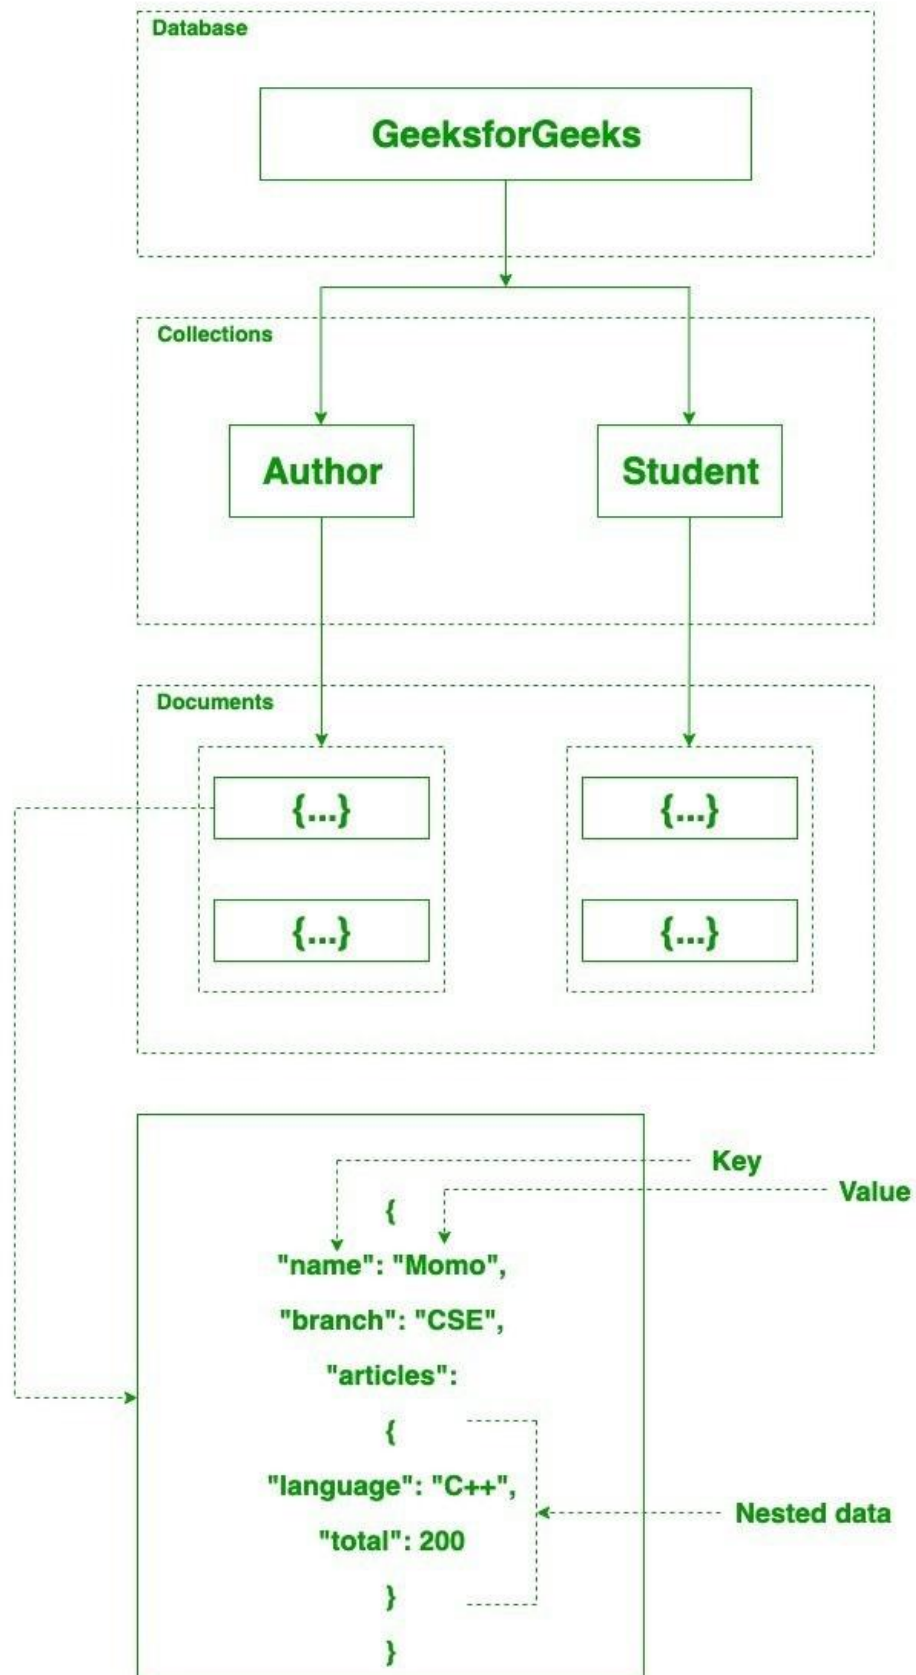 Database
GeeksforGeeks
Collections
Author
Student
Documents
{...}
{...}
{...}
{...}
Key
Value
{
"name": "Momo",
"branch": "CSE",
"articles":
{
"language": "C++",
Nested data
"total": 200
}
}